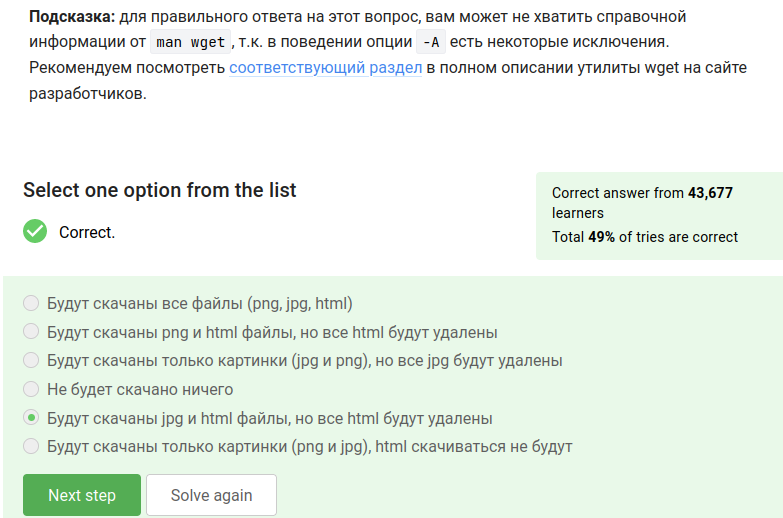 Подсказка: для правильного ответа на этот вопрос, вам может не хватить справочной
информации от man wget, т.к. в поведении опции -A есть некоторые исключения.
Рекомендуем посмотреть соответствующий раздел в полном описании утилиты wget на сайте
разработчиков.
Select one option from the list
Correct.
Correct answer from 43,677
learners
Total 49% of tries are correct
Будут скачаны все файлы (png, jpg, html)
Будут скачаны png и html файлы, но все html будут удалены
Будут скачаны только картинки (jpg и png), но все jpg будут удалены
Не будет скачано ничего
Будут скачаны jpg и html файлы, но все html будут удалены
Будут скачаны только картинки (png и jpg), html скачиваться не будут
Next step
Solve again